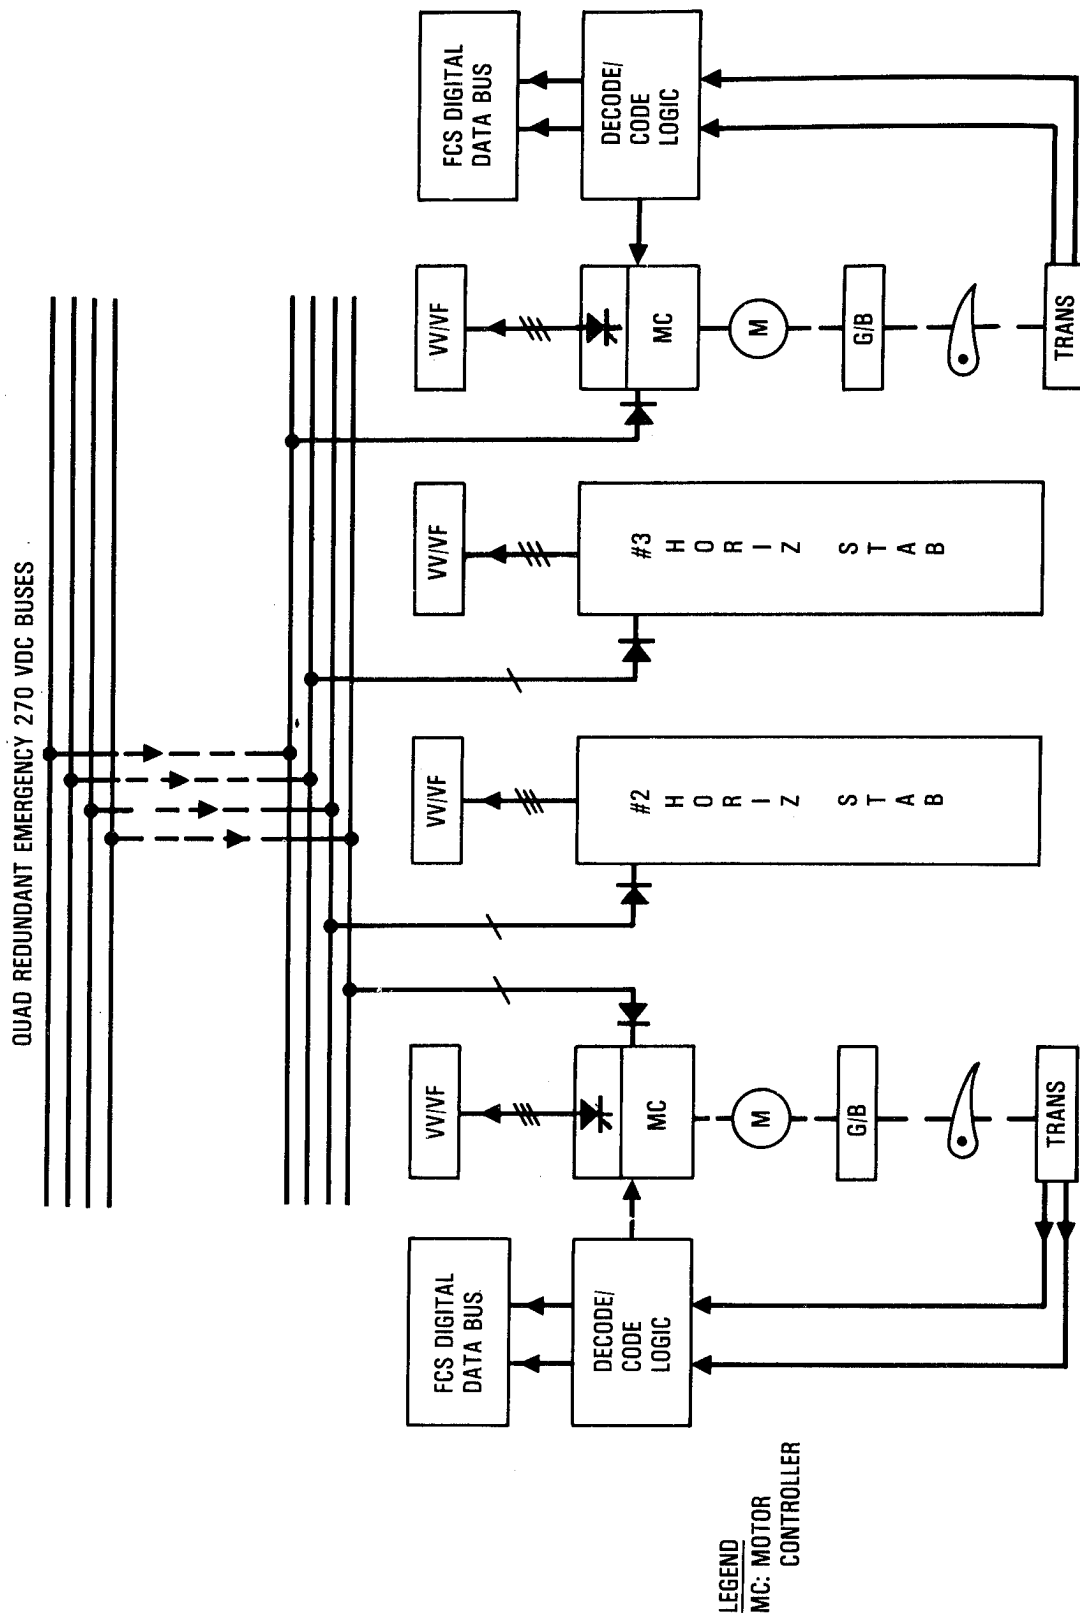 QUAD REDUNDANT EMERGENCY 270 VDC BUSES
FCS DIGITAL
DATA BUS
VV/VF
VV/VF
VV/VF
VV/VF
FCS DIGITAL
DATA BUS
DECODE/
CODE
LOGIC
MC
#2
H
O
R
I
Z
S
T
A
B
#3
H
O
R
I
Z
S
T
A
B
MC
DECODE/
CODE
LOGIC
M
M
G/B
G/B
TRANS
TRANS
LEGEND
MC: MOTOR
CONTROLLER